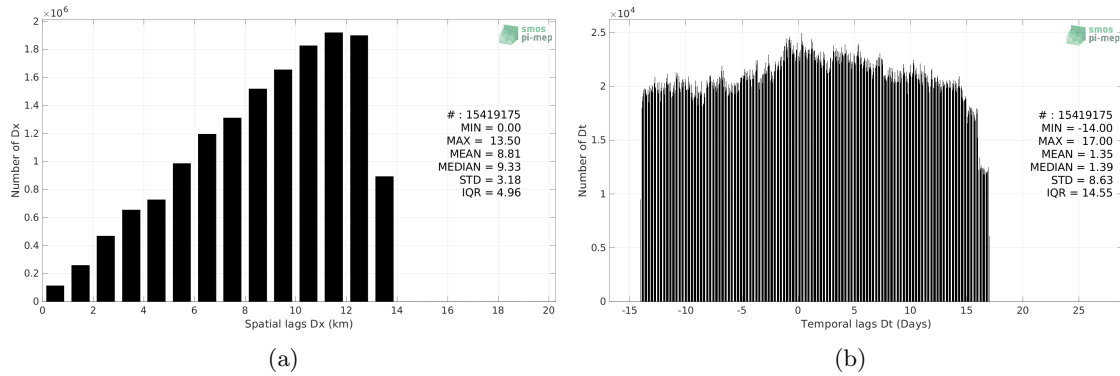 ×10⁶
2
1.8
1.6
1.4
1.2
1
0.8
0.6
0.4
0.2
0
Number of Dx
0 2 4 6 8 10 12 14 16 18 20
Spatial lags Dx (km)
smos
pi-mep
# : 15419175
MIN = 0.00
MAX = 13.50
MEAN = 8.81
MEDIAN = 9.33
STD = 3.18
IQR = 4.96
(a)
×10⁴
2.5
2
1.5
1
0.5
0
Number of Dt
-15 -10 -5 0 5 10 15 20 25
Temporal lags Dt (Days)
smos
pi-mep
# : 15419175
MIN = -14.00
MAX = 17.00
MEAN = 1.35
MEDIAN = 1.39
STD = 8.63
IQR = 14.55
(b)